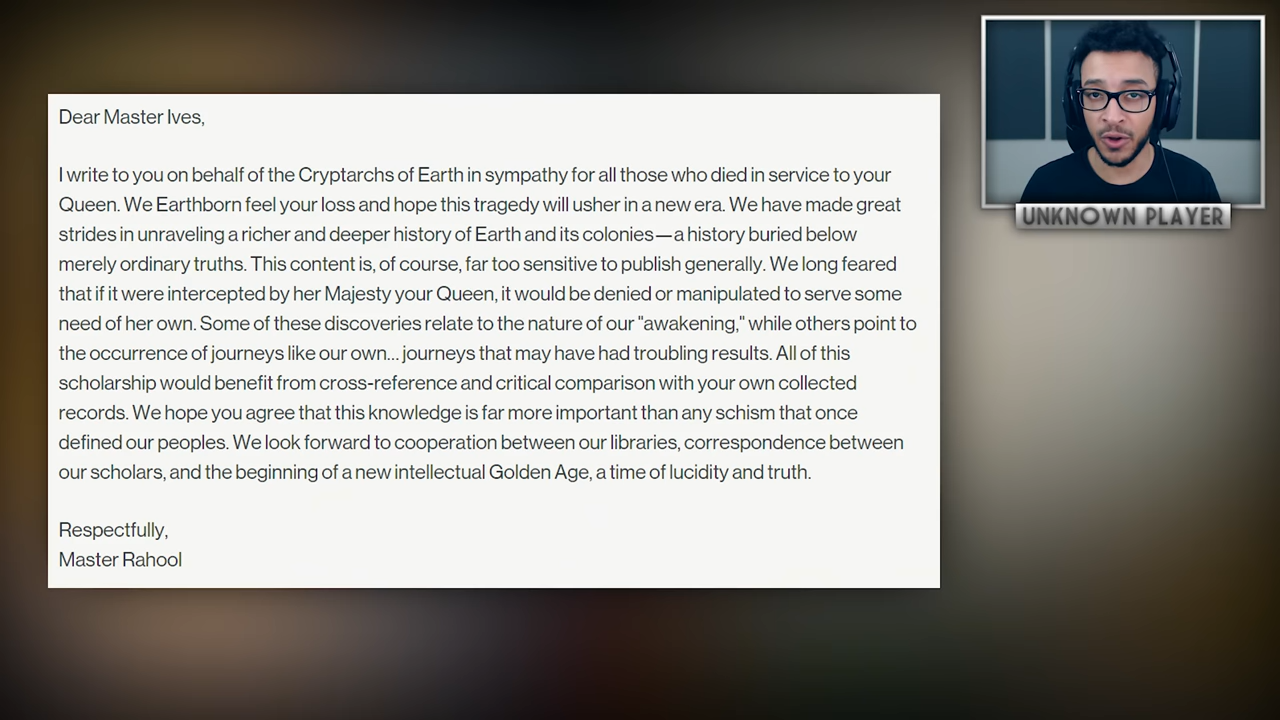 Dear Master Ives,
I write to you on behalf of the Cryptarchs of Earth in sympathy for all those who died in service to your
Queen. We Earthborn feel your loss and hope this tragedy will usher in a new era. We have made great
strides in unraveling a richer and deeper history of Earth and its colonies—a history buried below
merely ordinary truths. This content is, of course, far too sensitive to publish generally. We long feared
that if it were intercepted by her Majesty your Queen, it would be denied or manipulated to serve some
need of her own. Some of these discoveries relate to the nature of our "awakening," while others point to
the occurrence of journeys like our own... journeys that may have had troubling results. All of this
scholarship would benefit from cross-reference and critical comparison with your own collected
records. We hope you agree that this knowledge is far more important than any schism that once
defined our peoples. We look forward to cooperation between our libraries, correspondence between
our scholars, and the beginning of a new intellectual Golden Age, a time of lucidity and truth.
Respectfully,
Master Rahool
UNKNOWN PLAYER